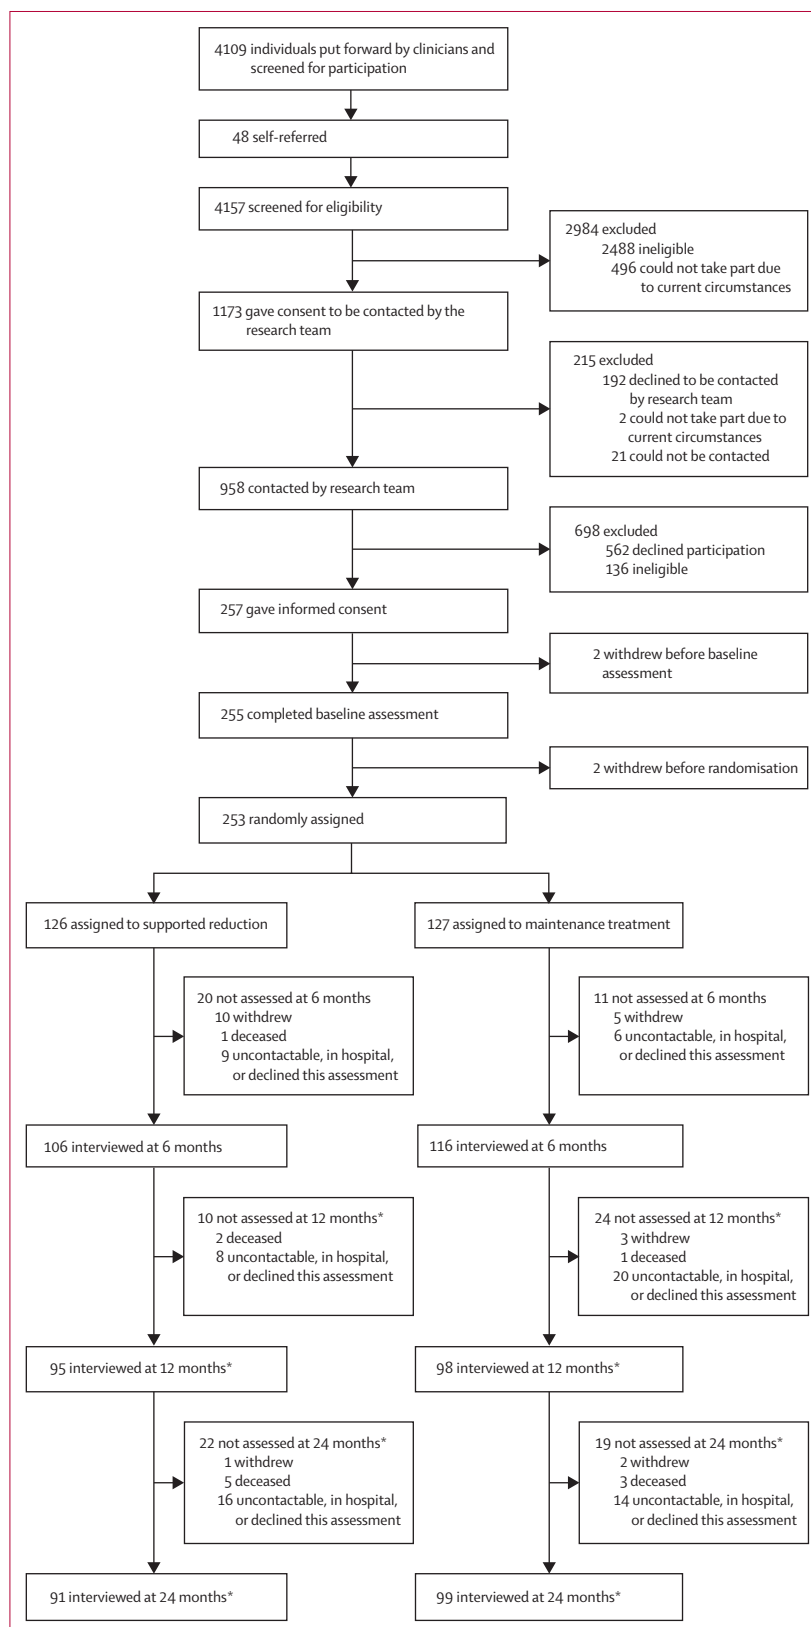 4109 individuals put forward by clinicians and
screened for participation
48 self-referred
4157 screened for eligibility
2984 excluded
2488 ineligible
496 could not take part due
to current circumstances
1173 gave consent to be contacted by the
research team
215 excluded
192 declined to be contacted
by research team
2 could not take part due to
current circumstances
21 could not be contacted
958 contacted by research team
698 excluded
562 declined participation
136 ineligible
257 gave informed consent
2 withdrew before baseline
assessment
255 completed baseline assessment
2 withdrew before randomisation
253 randomly assigned
126 assigned to supported reduction
127 assigned to maintenance treatment
20 not assessed at 6 months
10 withdrew
1 deceased
9 uncontactable, in hospital,
or declined this assessment
11 not assessed at 6 months
5 withdrew
6 uncontactable, in hospital,
or declined this assessment
106 interviewed at 6 months
116 interviewed at 6 months
10 not assessed at 12 months*
2 deceased
8 uncontactable, in hospital,
or declined this assessment
24 not assessed at 12 months*
3 withdrew
1 deceased
20 uncontactable, in hospital,
or declined this assessment
95 interviewed at 12 months*
98 interviewed at 12 months*
22 not assessed at 24 months*
1 withdrew
5 deceased
16 uncontactable, in hospital,
or declined this assessment
19 not assessed at 24 months*
2 withdrew
3 deceased
14 uncontactable, in hospital,
or declined this assessment
91 interviewed at 24 months*
99 interviewed at 24 months*